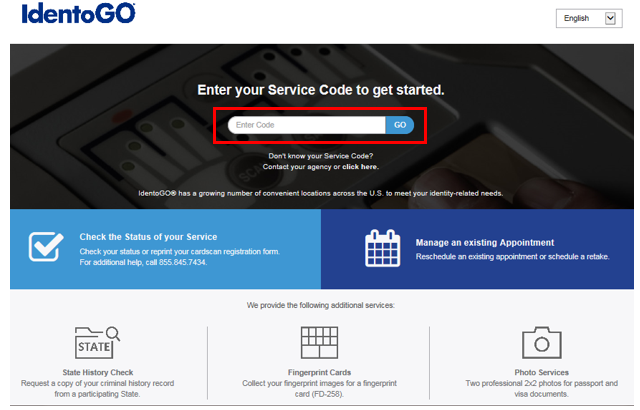 IdentoGO®
English
Enter your Service Code to get started.
Enter Code
GO
Don't know your Service Code?
Contact your agency or click here.
IdentoGO® has a growing number of convenient locations across the U.S. to meet your identity-related needs.
Check the Status of your Service
Check your status or reprint your cardscan registration form.
For additional help, call 855.645.7434.
Manage an existing Appointment
Reschedule an existing appointment or schedule a retake.
We provide the following additional services:
STATE
State History Check
Request a copy of your criminal history record
from a participating State.
Fingerprint Cards
Collect your fingerprint images for a fingerprint
card (FD-258).
Photo Services
Two professional 2x2 photos for passport and
visa documents.